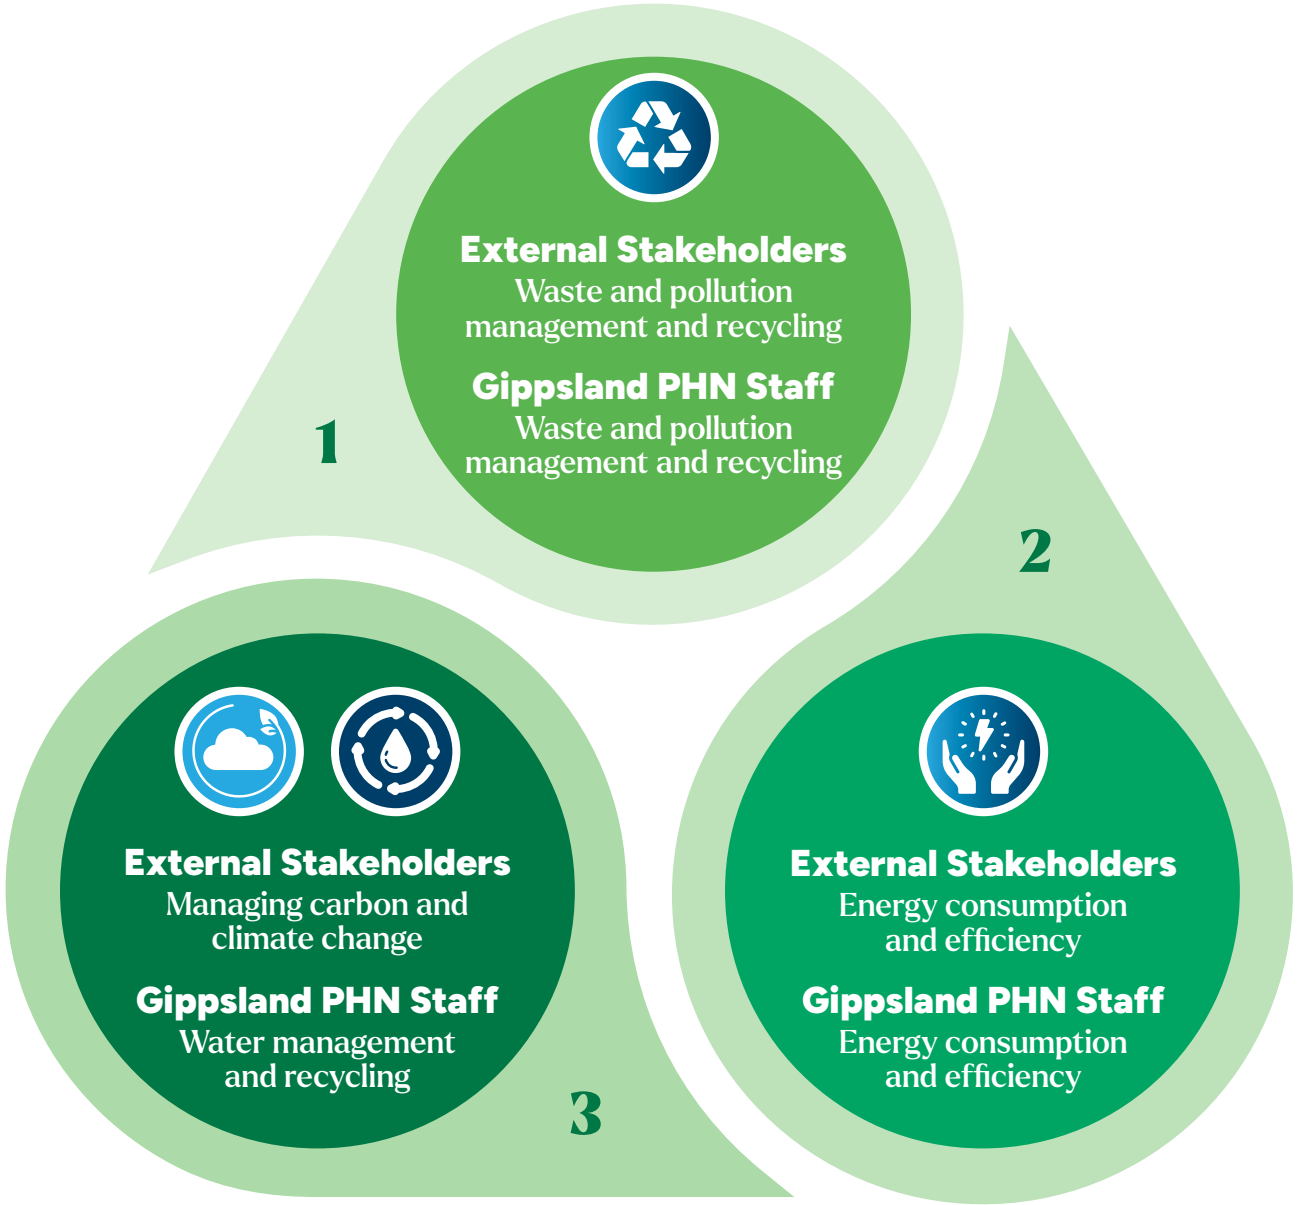 External Stakeholders
Waste and pollution
management and recycling
Gippsland PHN Staff
Waste and pollution
management and recycling
1
2
External Stakeholders
Energy consumption
and efficiency
Gippsland PHN Staff
Energy consumption
and efficiency
External Stakeholders
Managing carbon and
climate change
Gippsland PHN Staff
Water management
and recycling
3